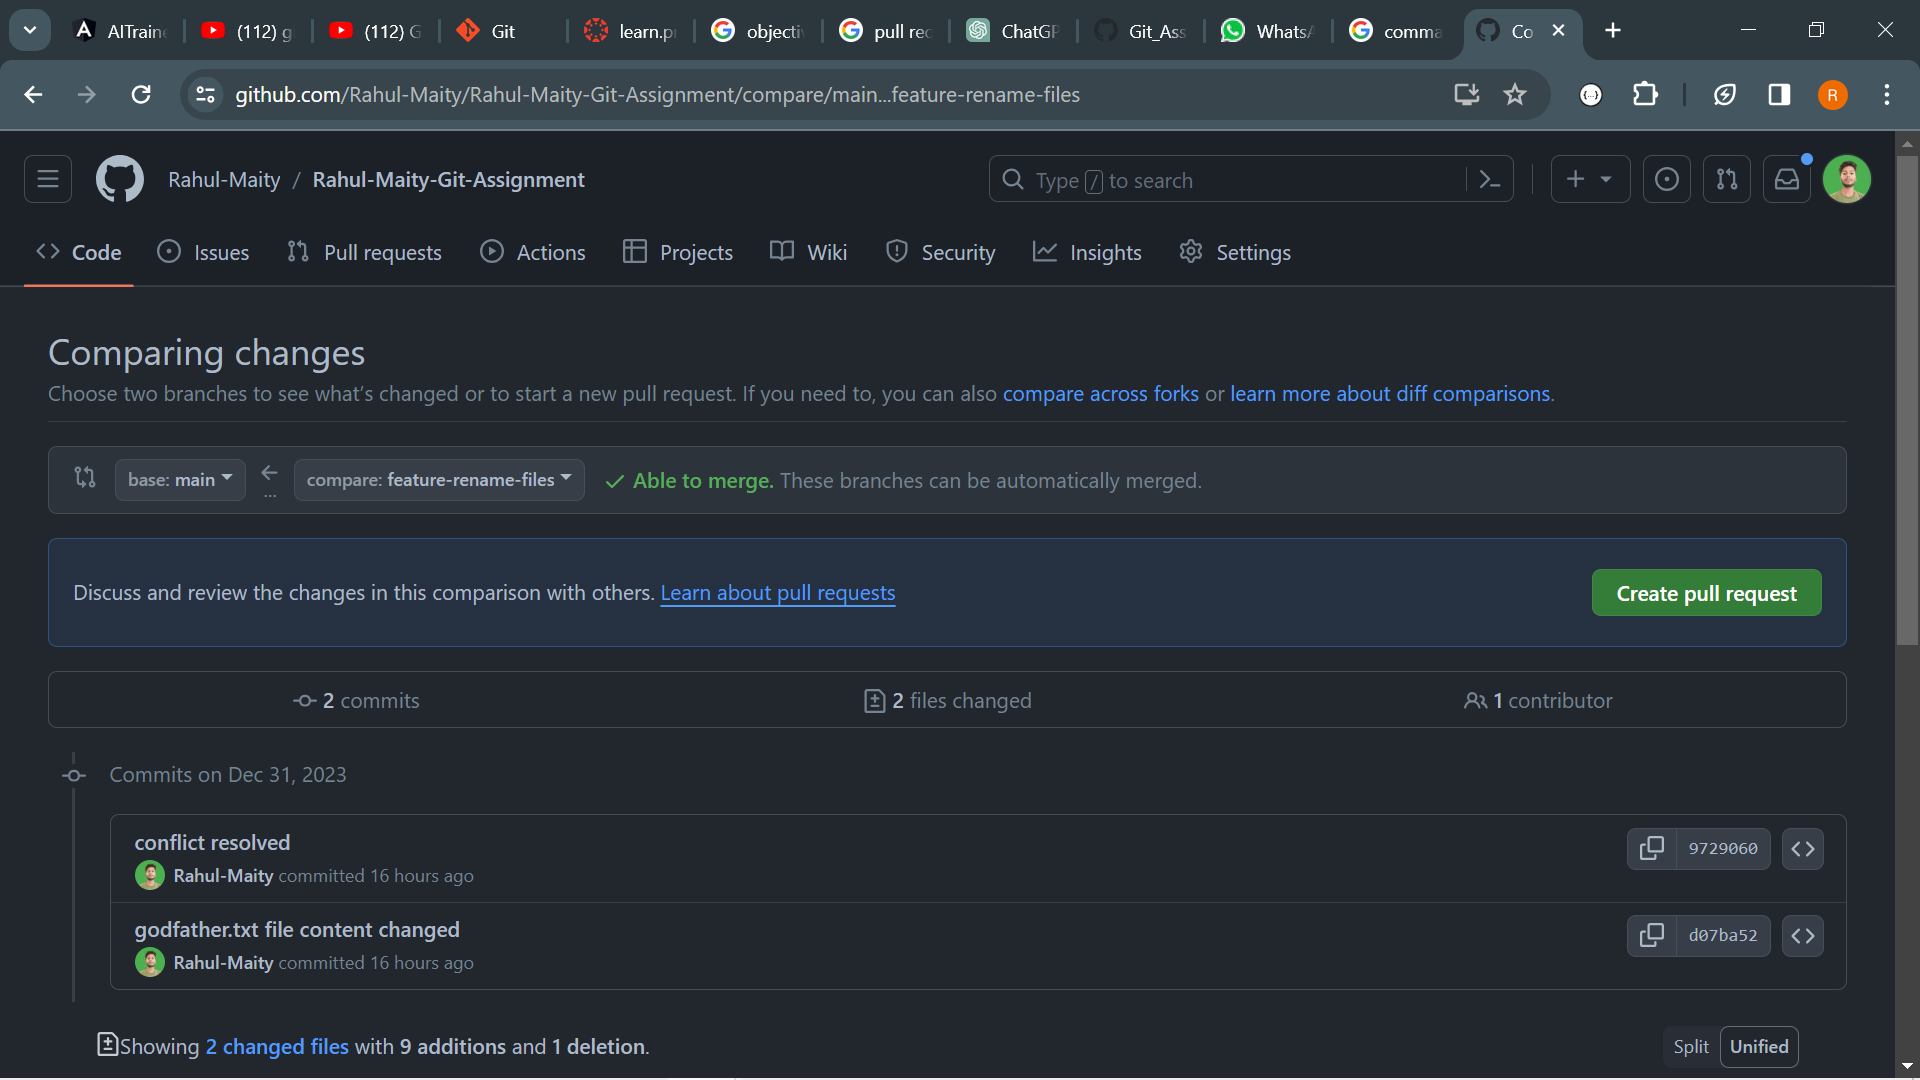 AITraine (112) g (112) G Git learn.p objectiv pull rec ChatGP Git_Ass WhatsA comma Co
github.com/Rahul-Maity/Rahul-Maity-Git-Assignment/compare/main...feature-rename-files
R
Rahul-Maity / Rahul-Maity-Git-Assignment
Type / to search
Code Issues Pull requests Actions Projects Wiki Security Insights Settings
Comparing changes
Choose two branches to see what's changed or to start a new pull request. If you need to, you can also compare across forks or learn more about diff comparisons.
base: main ... compare: feature-rename-files Able to merge. These branches can be automatically merged.
Discuss and review the changes in this comparison with others. Learn about pull requests
Create pull request
2 commits 2 files changed 1 contributor
Commits on Dec 31, 2023
conflict resolved
9729060
Rahul-Maity committed 16 hours ago
godfather.txt file content changed
d07ba52
Rahul-Maity committed 16 hours ago
Showing 2 changed files with 9 additions and 1 deletion.
Split Unified